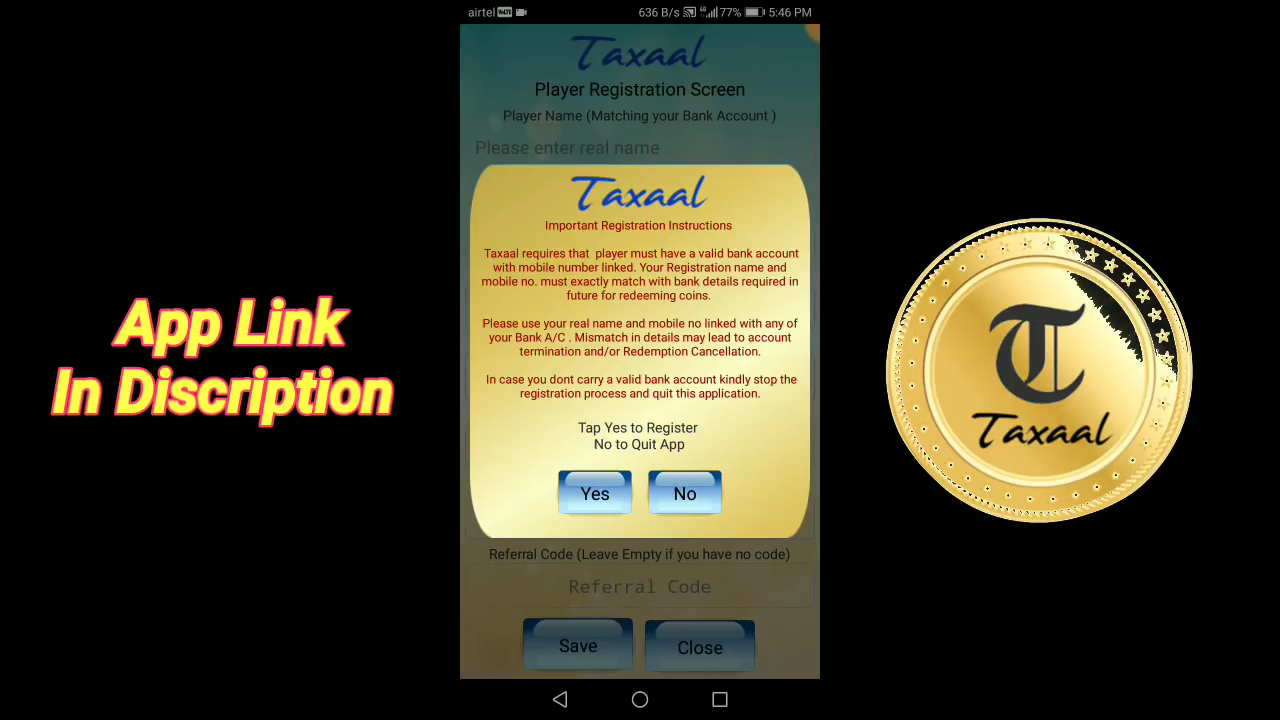 airtel VoLTE 636 B/s 4G 77% 5:46 PM
Taxaal
Player Registration Screen
Player Name (Matching your Bank Account )
Please enter real name
Taxaal
Important Registration Instructions
Taxaal requires that player must have a valid bank account
with mobile number linked. Your Registration name and
mobile no. must exactly match with bank details required in
future for redeeming coins.
Please use your real name and mobile no linked with any of
your Bank A/C . Mismatch in details may lead to account
termination and/or Redemption Cancellation.
In case you dont carry a valid bank account kindly stop the
registration process and quit this application.
Tap Yes to Register
No to Quit App
Yes No
Referral Code (Leave Empty if you have no code)
Referral Code
Save Close
App Link
In Discription
T
Taxaal